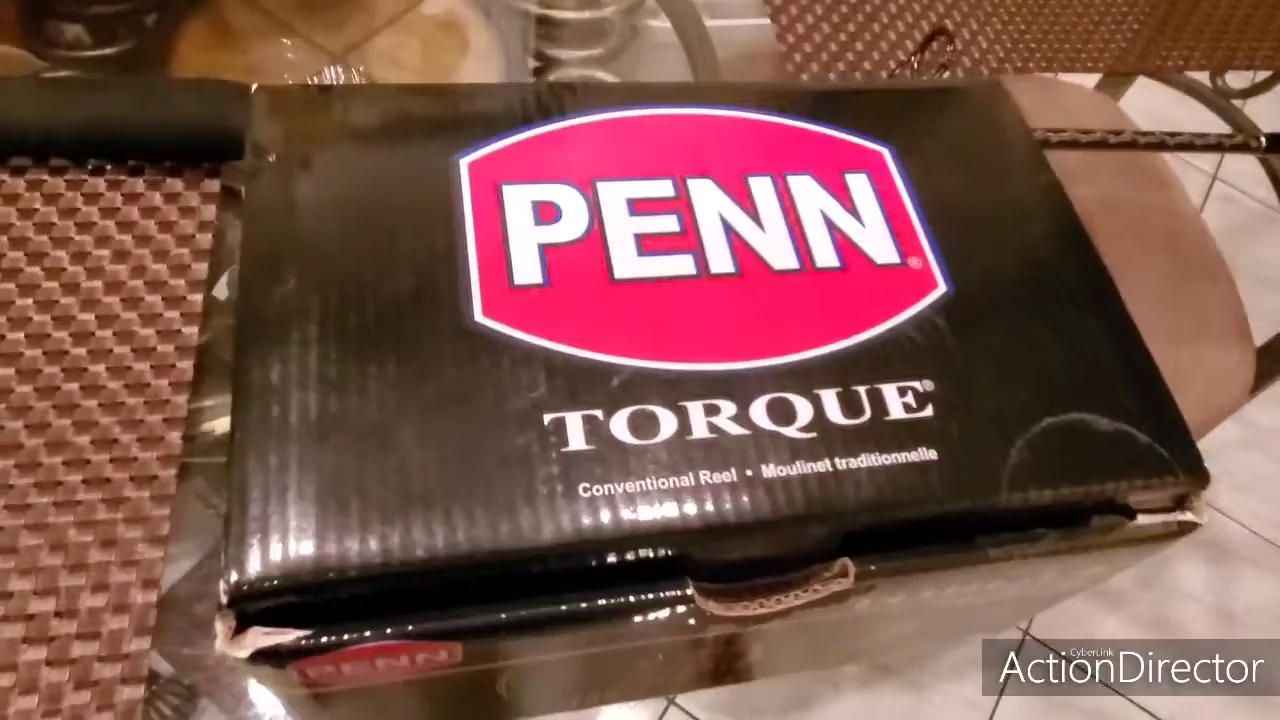 PENN®
TORQUE®
Conventional Reel • Moulinet traditionnelle
PENN
CyberLink
ActionDirector